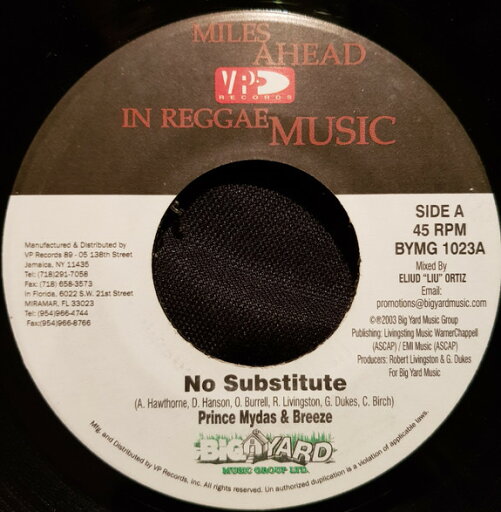 MILES
AHEAD
VP
RECORDS
IN REGGAE MUSIC
SIDE A
45 RPM
BYMG 1023A
Mixed By
ELIUD "LIU" ORTIZ
Email:
promotions@bigyardmusic.com
©℗2003 Big Yard Music Group
Publishing: Livingsting Music WarnerChappell
(ASCAP) / EMI Music (ASCAP)
Producers: Robert Livingston & G. Dukes
For Big Yard Music
Manufactured & Distributed by
VP Records 89 - 05 138th Street
Jamaica, NY 11435
Tel:(718)291-7058
Fax: (718) 658-3573
in Florida, 6022 S.W. 21st Street
MIRAMAR, FL 33023
Tel:(954)966-4744
Fax:(954)966-8766
No Substitute
(A. Hawthorne, D. Hanson, O. Burrell, R. Livingston, G. Dukes, C. Birch)
Prince Mydas & Breeze
BIG YARD
MUSIC GROUP LTD.
Mfg. and Distributed by VP Records, Inc. All rights reserved. Un authorized duplication is a violation of applicable laws.